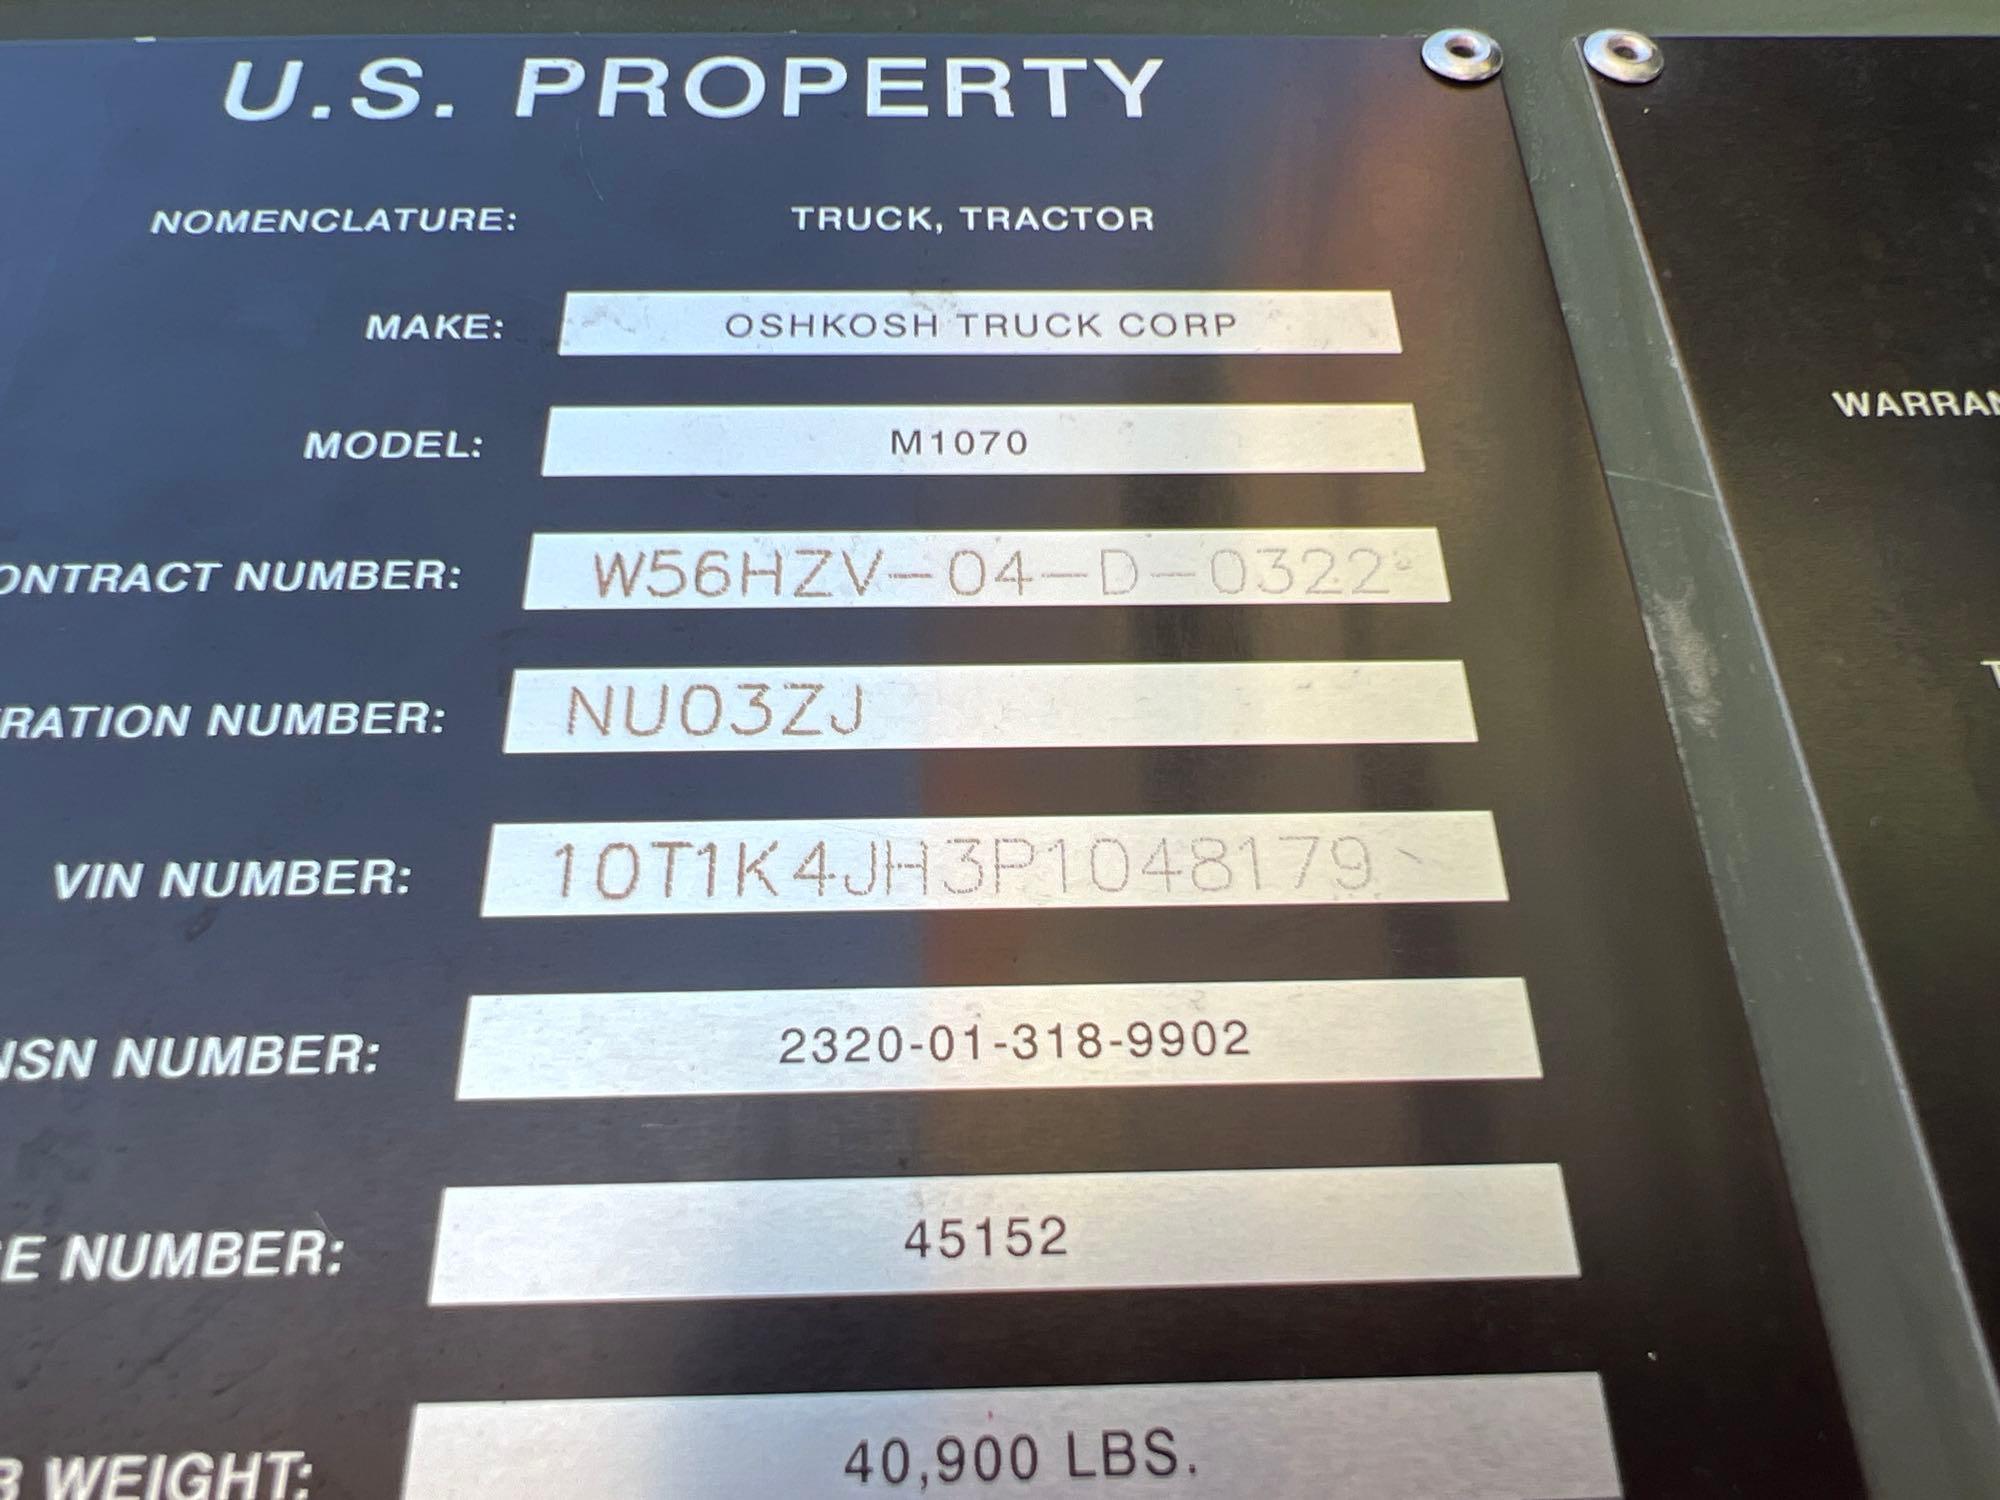 U.S. PROPERTY
NOMENCLATURE: TRUCK, TRACTOR
MAKE: OSHKOSH TRUCK CORP
MODEL: M1070
ONTRACT NUMBER: W56HZV-04-D-0322
RATION NUMBER: NU03ZJ
VIN NUMBER: 10T1K4JH3P1048179
NSN NUMBER: 2320-01-318-9902
E NUMBER: 45152
B WEIGHT: 40,900 LBS.
WARRAN